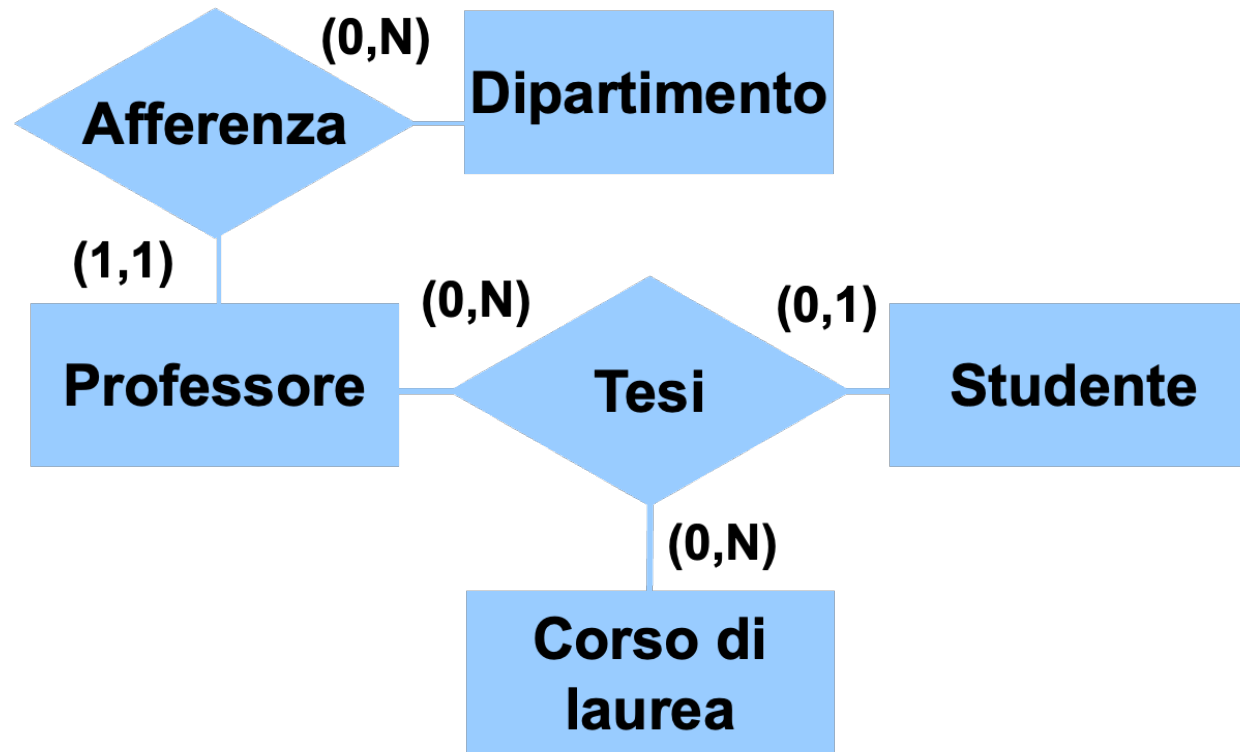 (0,N)
Dipartimento
Afferenza
(1,1)
(0,N)
(0,1)
Professore
Tesi
Studente
(0,N)
Corso di
laurea